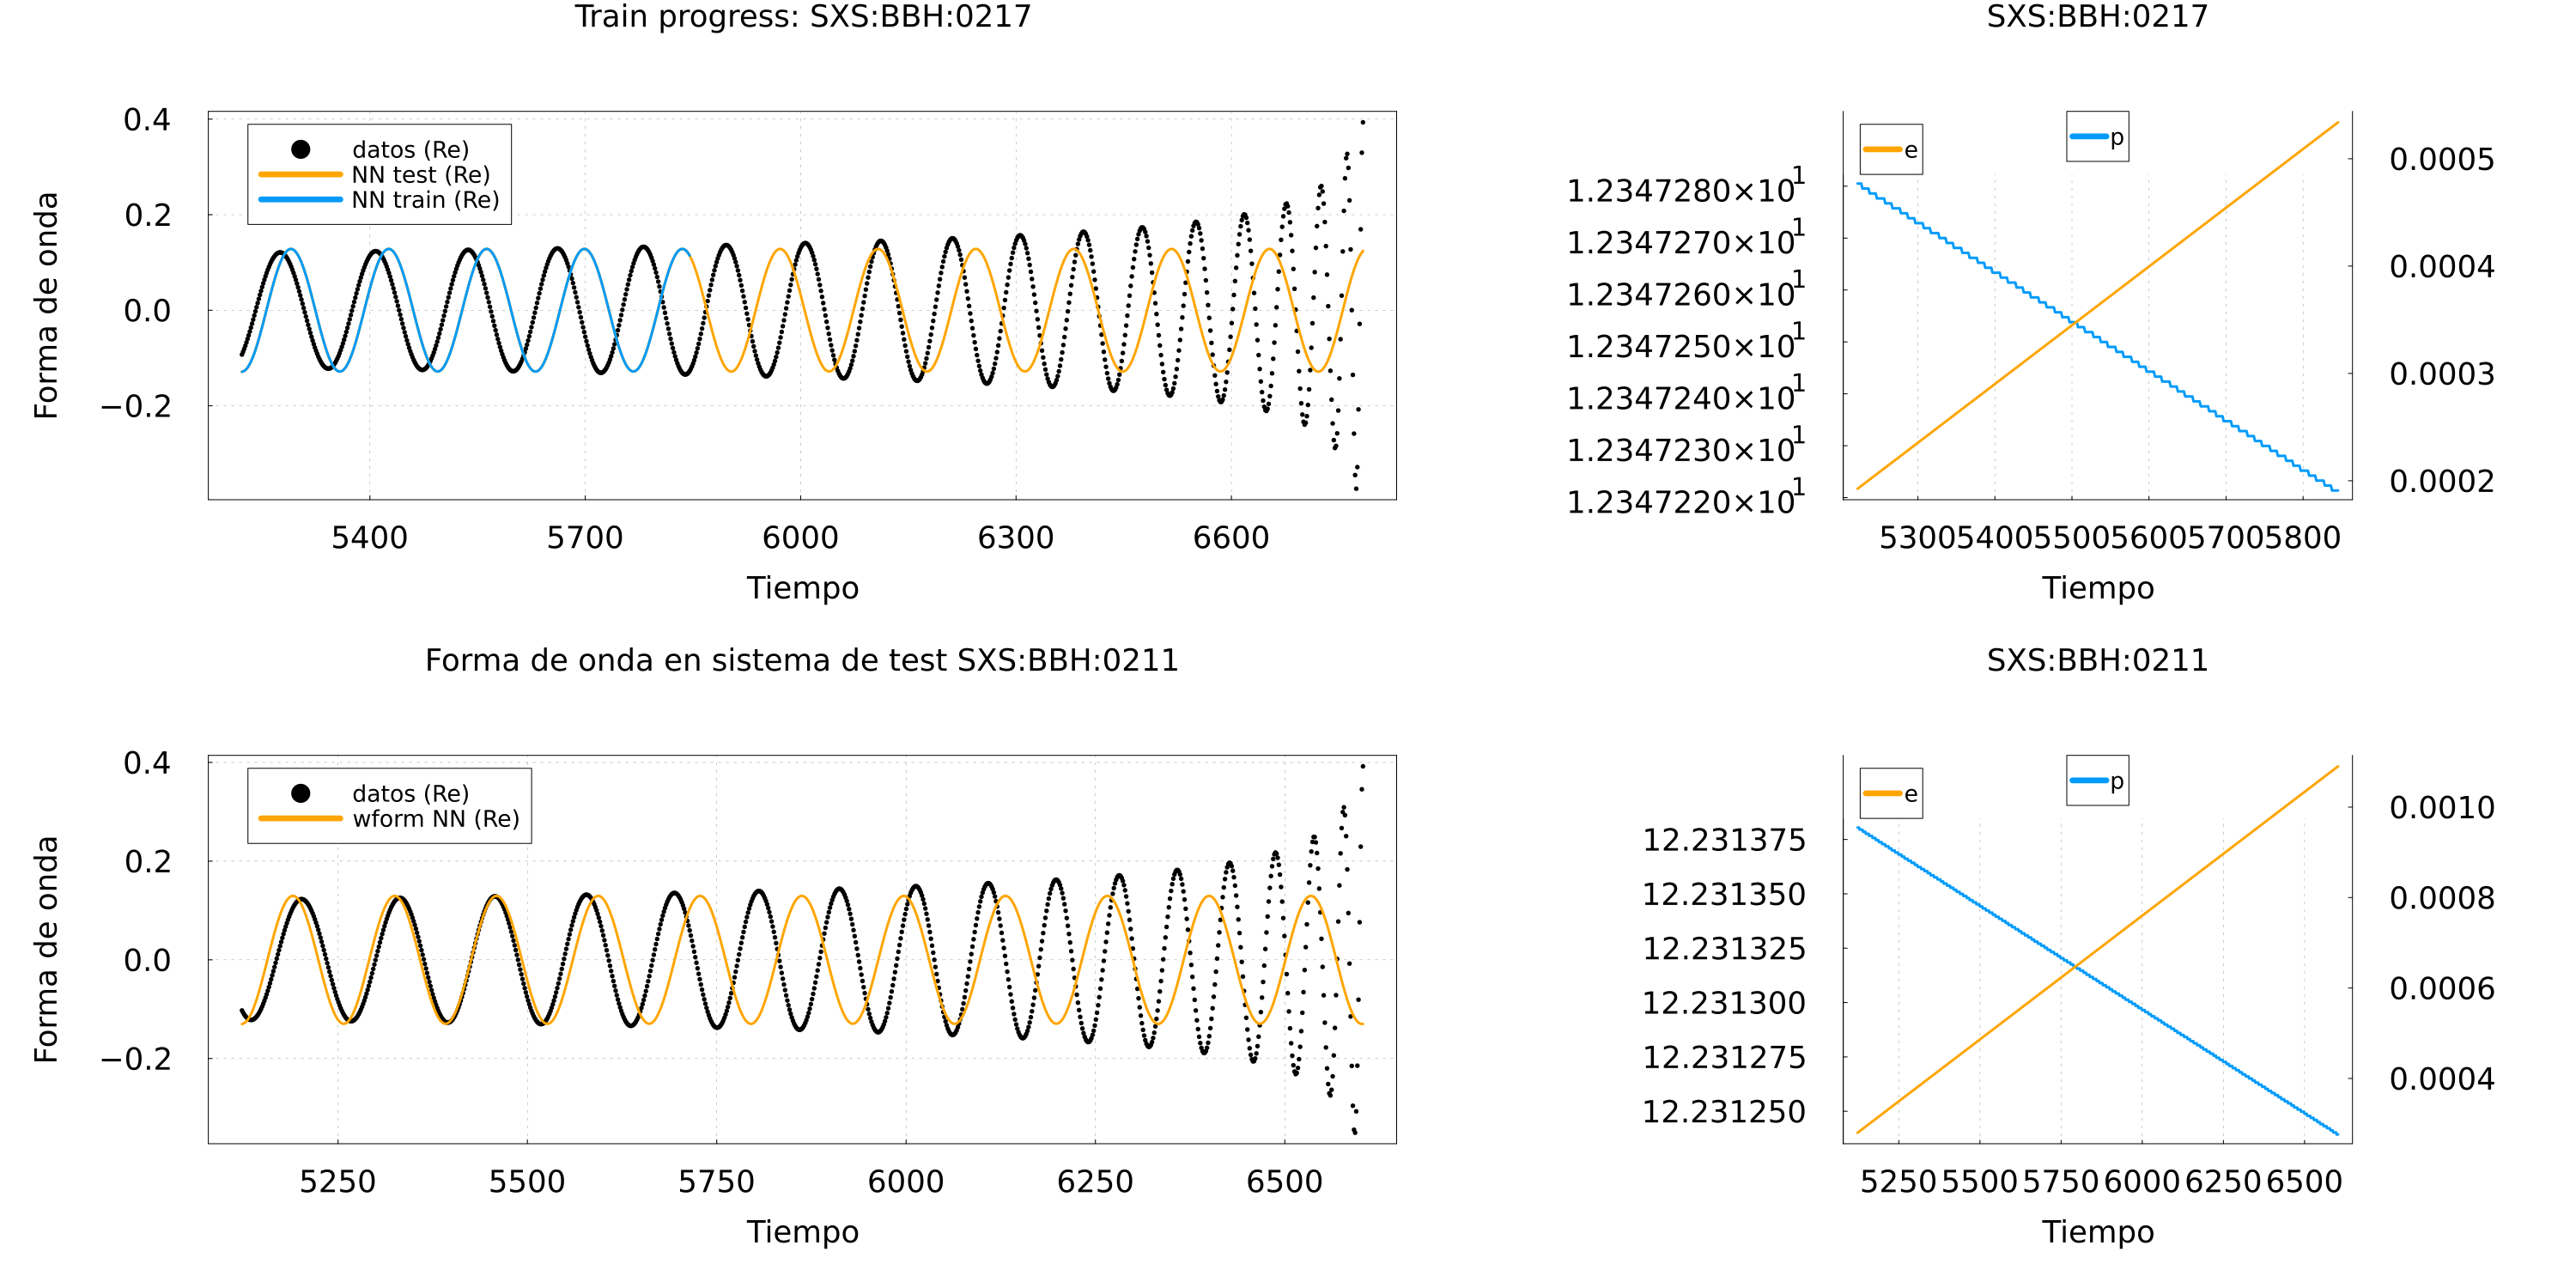 Train progress: SXS:BBH:0217
0.4
0.2
0.0
−0.2
Forma de onda
datos (Re)
NN test (Re)
NN train (Re)
5400 5700 6000 6300 6600
Tiempo
SXS:BBH:0217
1.2347280×10¹
1.2347270×10¹
1.2347260×10¹
1.2347250×10¹
1.2347240×10¹
1.2347230×10¹
1.2347220×10¹
e
p
0.0005
0.0004
0.0003
0.0002
5300 5400 5500 5600 5700 5800
Tiempo
Forma de onda en sistema de test SXS:BBH:0211
0.4
0.2
0.0
−0.2
Forma de onda
datos (Re)
wform NN (Re)
5250 5500 5750 6000 6250 6500
Tiempo
SXS:BBH:0211
12.231375
12.231350
12.231325
12.231300
12.231275
12.231250
e
p
0.0010
0.0008
0.0006
0.0004
5250 5500 5750 6000 6250 6500
Tiempo